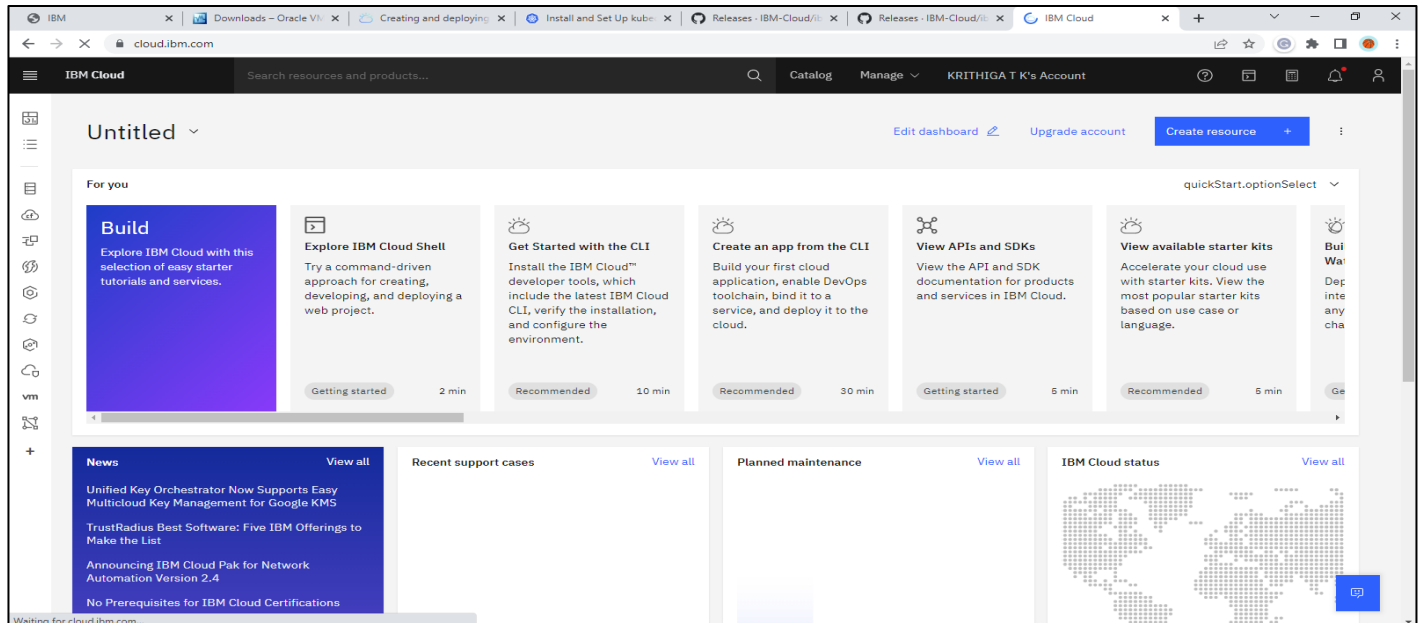 IBM
Downloads – Oracle VM
Creating and deploying
Install and Set Up kube
Releases · IBM-Cloud/ib
Releases · IBM-Cloud/ib
IBM Cloud
cloud.ibm.com
IBM Cloud
Search resources and products...
Catalog
Manage
KRITHIGA T K's Account
Untitled
Edit dashboard
Upgrade account
Create resource +
For you
quickStart.optionSelect
Build
Explore IBM Cloud with this
selection of easy starter
tutorials and services.
Explore IBM Cloud Shell
Try a command-driven
approach for creating,
developing, and deploying a
web project.
Getting started
2 min
Get Started with the CLI
Install the IBM Cloud™
developer tools, which
include the latest IBM Cloud
CLI, verify the installation,
and configure the
environment.
Recommended
10 min
Create an app from the CLI
Build your first cloud
application, enable DevOps
toolchain, bind it to a
service, and deploy it to the
cloud.
Recommended
30 min
View APIs and SDKs
View the API and SDK
documentation for products
and services in IBM Cloud.
Getting started
5 min
View available starter kits
Accelerate your cloud use
with starter kits. View the
most popular starter kits
based on use case or
language.
Recommended
5 min
Bui
Wat
Dep
inte
any
cha
Ge
vm
News
View all
Unified Key Orchestrator Now Supports Easy
Multicloud Key Management for Google KMS
TrustRadius Best Software: Five IBM Offerings to
Make the List
Announcing IBM Cloud Pak for Network
Automation Version 2.4
No Prerequisites for IBM Cloud Certifications
Recent support cases
View all
Planned maintenance
View all
IBM Cloud status
View all
Waiting for cloud.ibm.com...